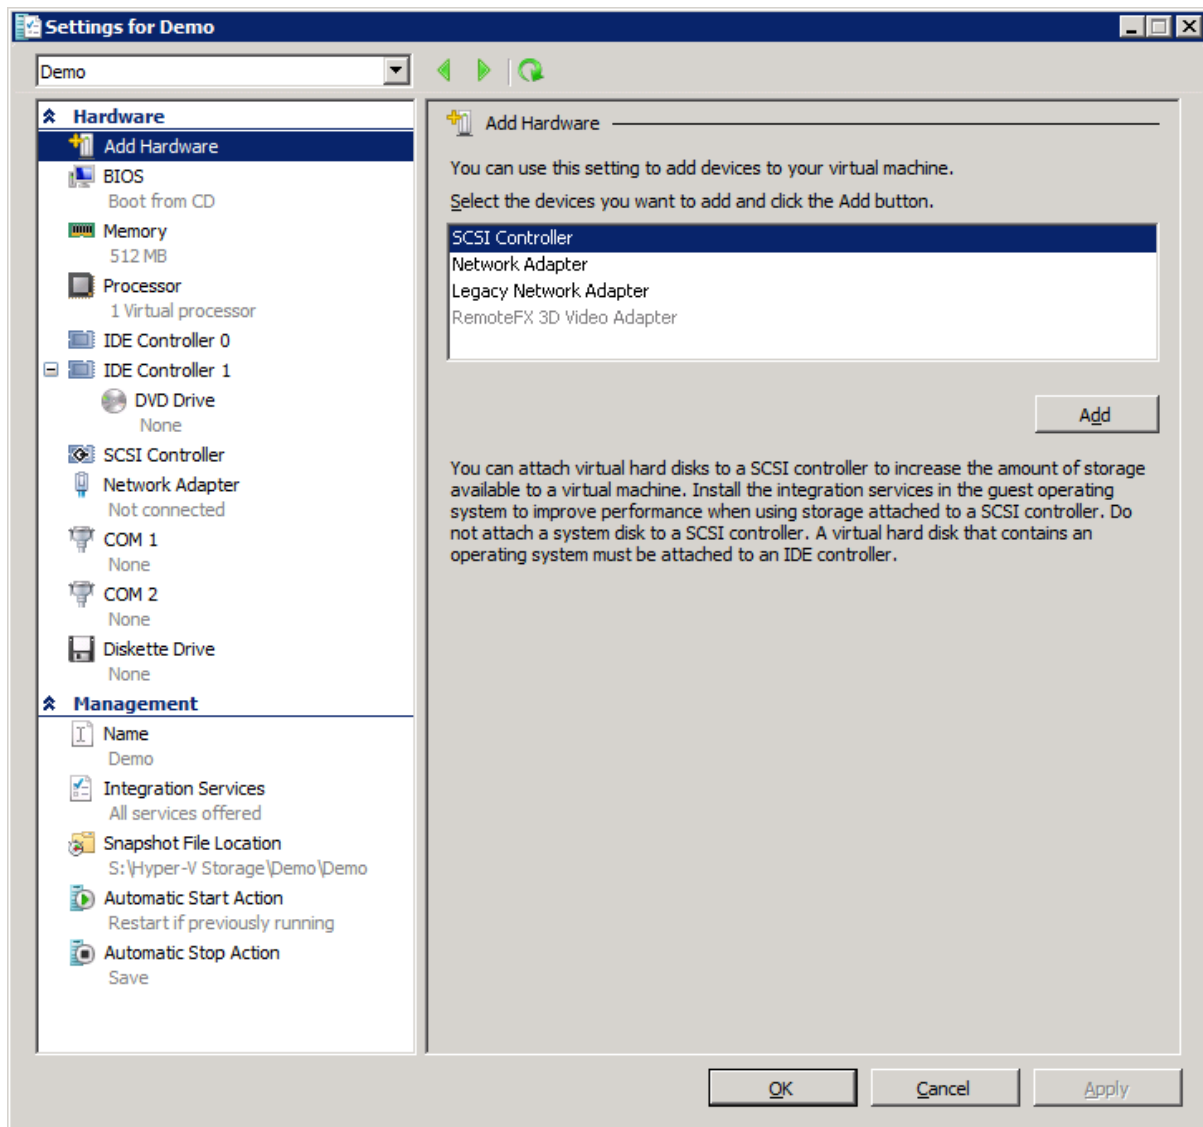 Settings for Demo
Demo
Hardware
Add Hardware
BIOS
Boot from CD
Memory
512 MB
Processor
1 Virtual processor
IDE Controller 0
IDE Controller 1
DVD Drive
None
SCSI Controller
Network Adapter
Not connected
COM 1
None
COM 2
None
Diskette Drive
None
Management
Name
Demo
Integration Services
All services offered
Snapshot File Location
S:\Hyper-V Storage\Demo\Demo
Automatic Start Action
Restart if previously running
Automatic Stop Action
Save
Add Hardware
You can use this setting to add devices to your virtual machine.
Select the devices you want to add and click the Add button.
SCSI Controller
Network Adapter
Legacy Network Adapter
RemoteFX 3D Video Adapter
Add
You can attach virtual hard disks to a SCSI controller to increase the amount of storage
available to a virtual machine. Install the integration services in the guest operating
system to improve performance when using storage attached to a SCSI controller. Do
not attach a system disk to a SCSI controller. A virtual hard disk that contains an
operating system must be attached to an IDE controller.
OK
Cancel
Apply